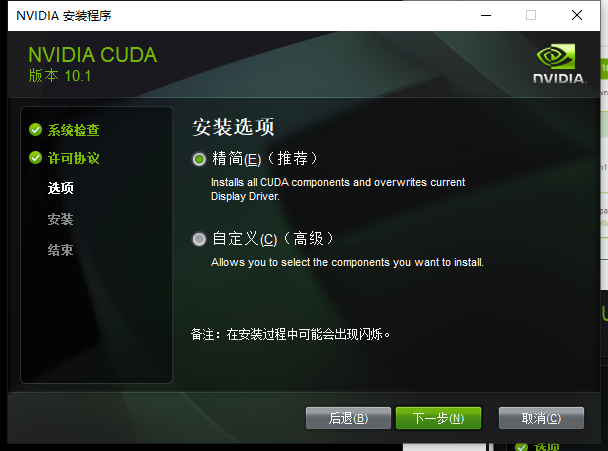 NVIDIA 安装程序
NVIDIA CUDA
版本 10.1
NVIDIA.
系统检查
许可协议
选项
安装
结束
安装选项
精简(E)（推荐）
Installs all CUDA components and overwrites current
Display Driver.
自定义(C)（高级）
Allows you to select the components you want to install.
备注：在安装过程中可能会出现闪烁。
后退(B)
下一步(N)
取消(C)
选项